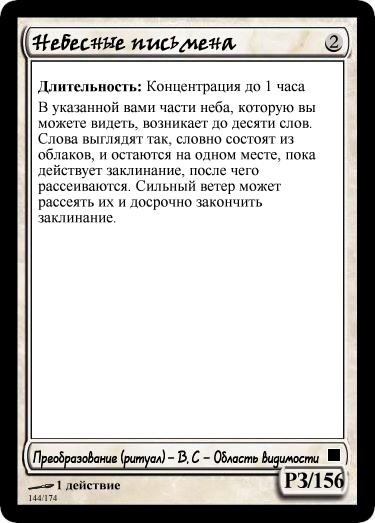 Небесные письмена 2
Длительность: Концентрация до 1 часа
В указанной вами части неба, которую вы
можете видеть, возникает до десяти слов.
Слова выглядят так, словно состоят из
облаков, и остаются на одном месте, пока
действует заклинание, после чего
рассеиваются. Сильный ветер может
рассеять их и досрочно закончить
заклинание.
Преобразование (ритуал) – В, С – Область видимости
P3/156
1 действие
144/174